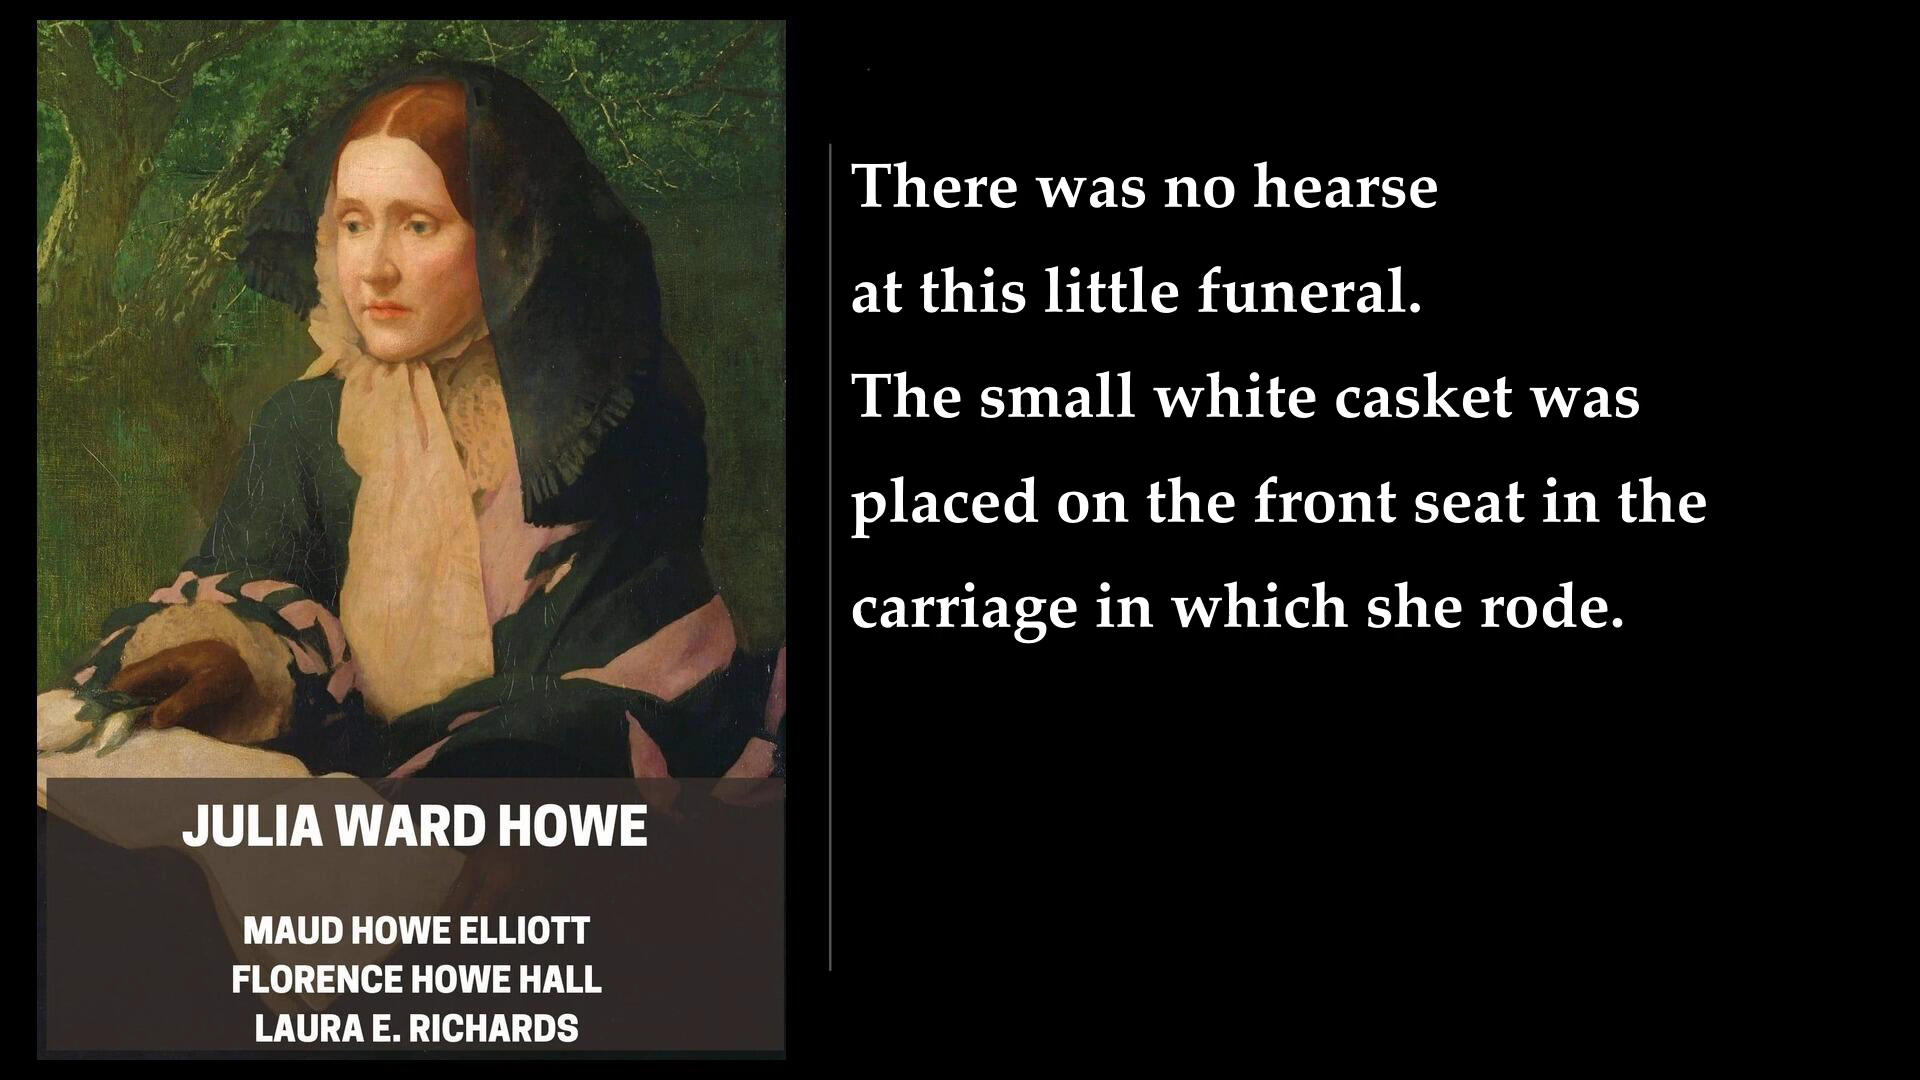 There was no hearse
at this little funeral.
The small white casket was
placed on the front seat in the
carriage in which she rode.
JULIA WARD HOWE
MAUD HOWE ELLIOTT
FLORENCE HOWE HALL
LAURA E. RICHARDS